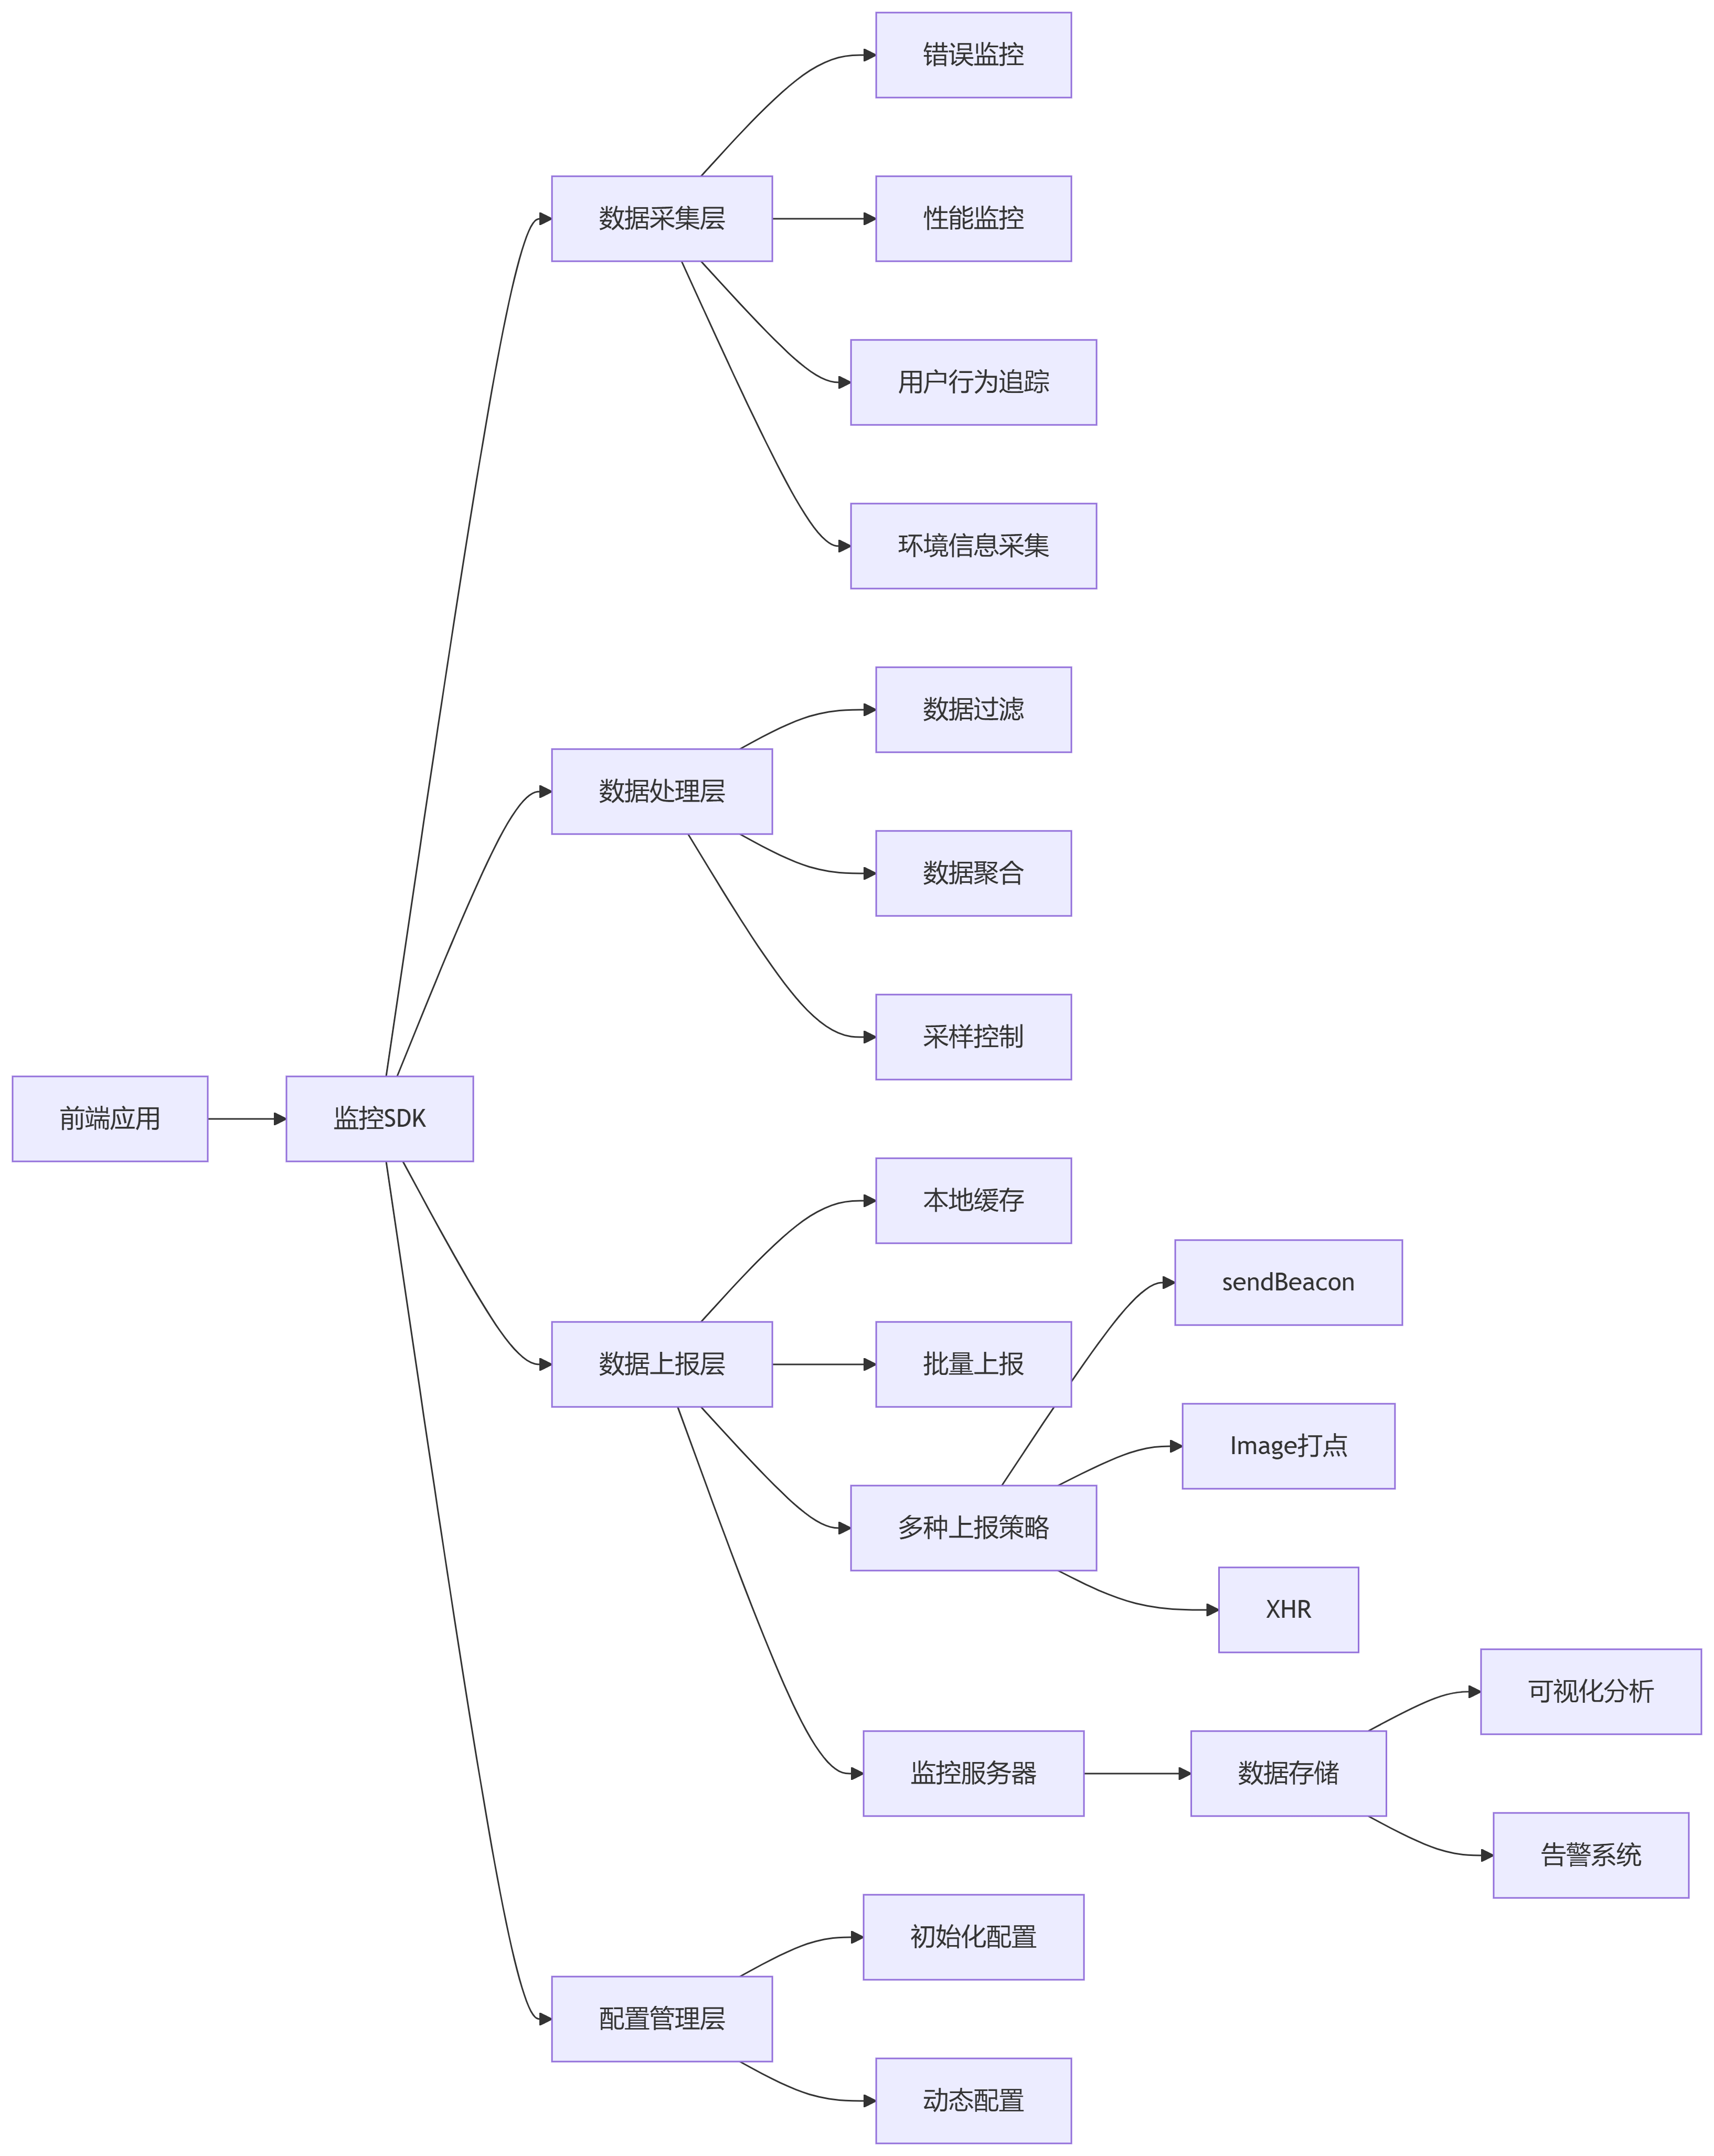 前端应用
监控SDK
数据采集层
错误监控
性能监控
用户行为追踪
环境信息采集
数据处理层
数据过滤
数据聚合
采样控制
数据上报层
本地缓存
批量上报
多种上报策略
sendBeacon
Image打点
XHR
监控服务器
数据存储
可视化分析
告警系统
配置管理层
初始化配置
动态配置